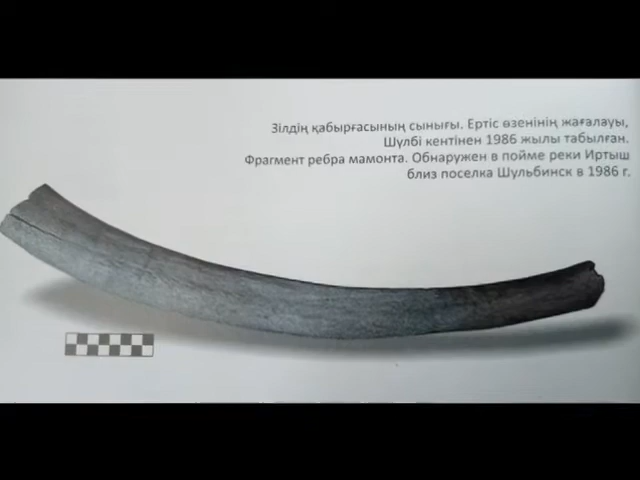 Зілдің қабырғасының сынығы. Ертіс өзенінің жағалауы,
Шүлбі кентінен 1986 жылы табылған.
Фрагмент ребра мамонта. Обнаружен в пойме реки Иртыш
близ поселка Шульбинск в 1986 г.